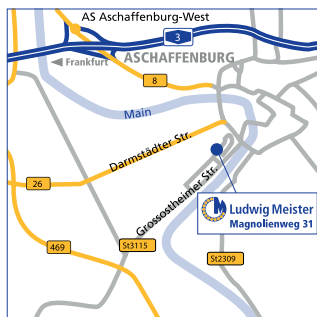 AS Aschaffenburg-West
3
Frankfurt
ASCHAFFENBURG
8
Main
Darmstädter Str.
26
Grossostheimer Str.
Ludwig Meister
Magnolienweg 31
469
St3115
St2309